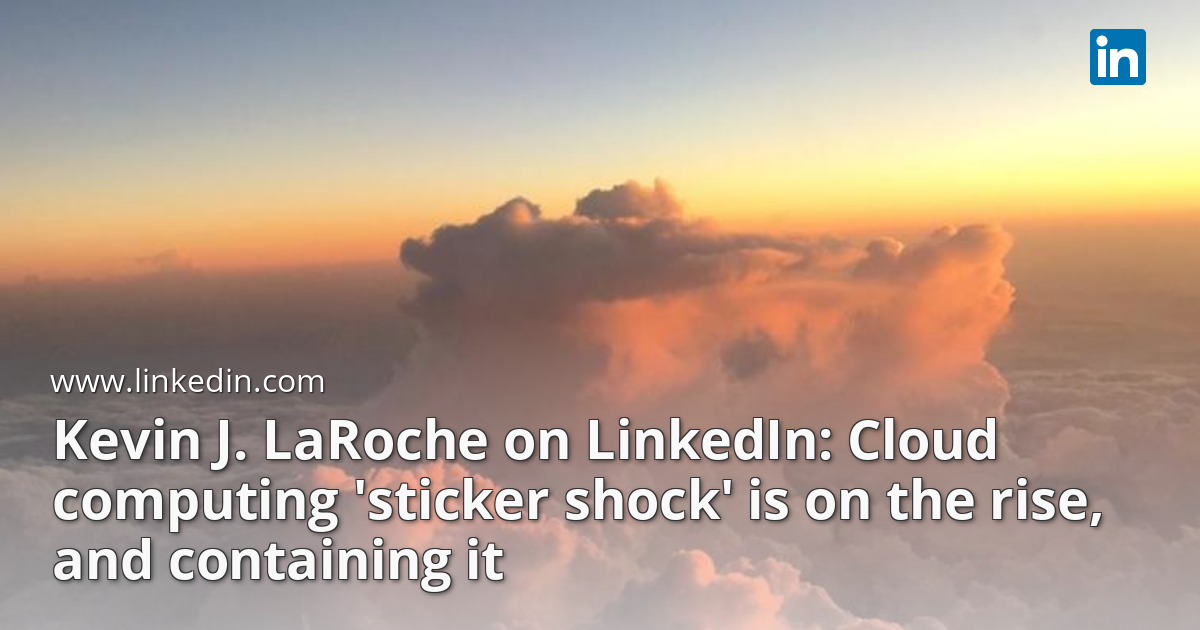 in
www.linkedin.com
Kevin J. LaRoche on LinkedIn: Cloud
computing 'sticker shock' is on the rise,
and containing it